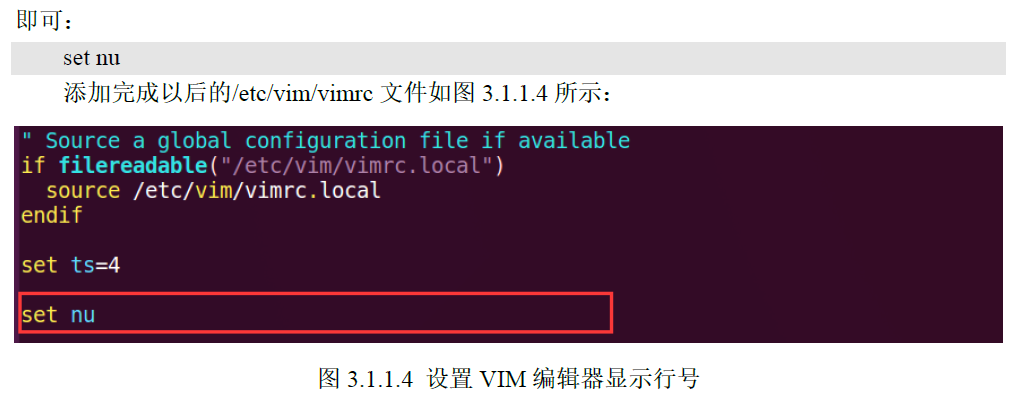 即可：
set nu
添加完成以后的/etc/vim/vimrc 文件如图 3.1.1.4 所示：
" Source a global configuration file if available
if filereadable("/etc/vim/vimrc.local")
  source /etc/vim/vimrc.local
endif
set ts=4
set nu
图 3.1.1.4 设置 VIM 编辑器显示行号